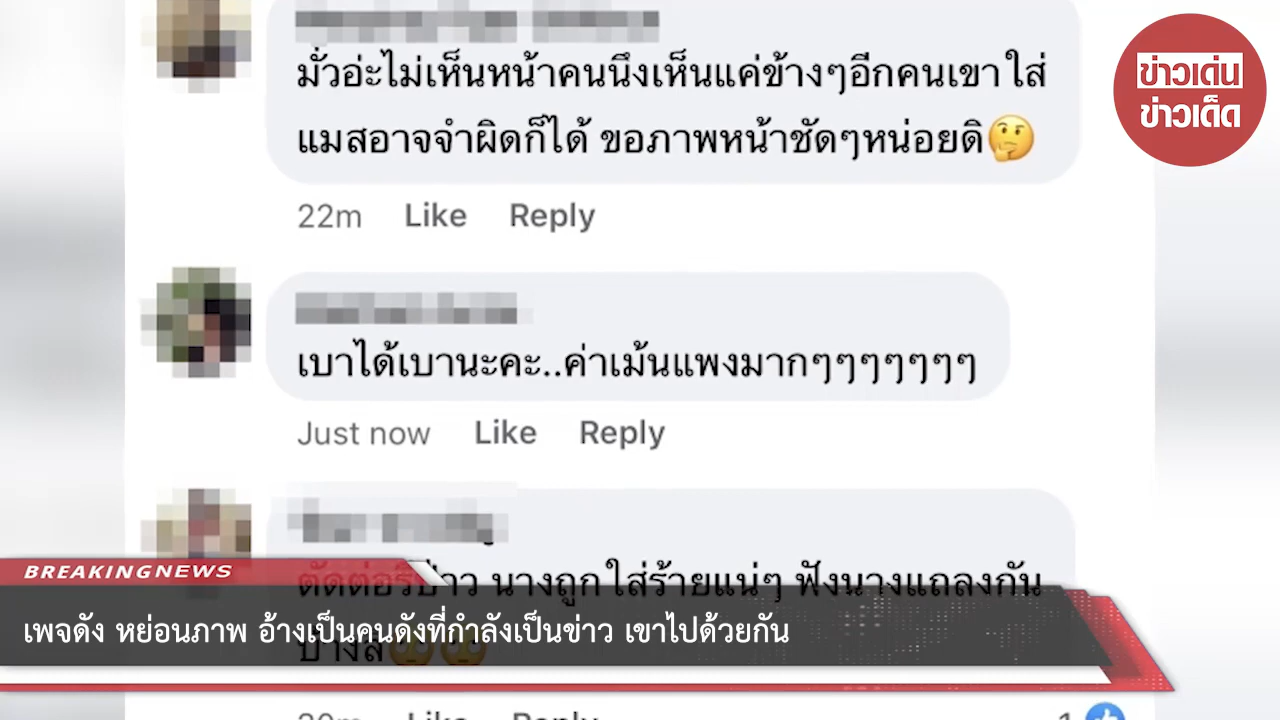 ข่าวเด่น
ข่าวเด็ด
มั่วอ่ะไม่เห็นหน้าคนนึงเห็นแค่ข้างๆอีกคนเขาใส่
แมสอาจจำผิดก็ได้ ขอภาพหน้าชัดๆหน่อยดิ🤔
22m Like Reply
เบาได้เบานะคะ..ค่าเม้นแพงมากๆๆๆๆๆๆๆ
Just now Like Reply
ตัดต่อรึป่าว นางถูกใส่ร้ายแน่ๆ ฟังนางแถลงกัน
BREAKINGNEWS
เพจดัง หย่อนภาพ อ้างเป็นคนดังที่กำลังเป็นข่าว เขาไปด้วยกัน
Like Reply